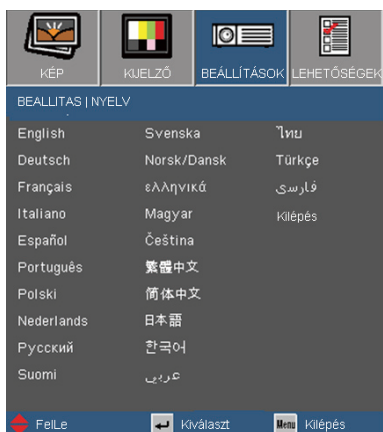 KÉP KIJELZŐ BEÁLLÍTÁSOK LEHETŐSÉGEK
BEALLITAS | NYELV
English Svenska ไทย
Deutsch Norsk/Dansk Türkçe
Français ελληνικά فارسی
Italiano Magyar Kilépés
Español Čeština
Português 繁體中文
Polski 简体中文
Nederlands 日本語
Русский 한국어
Suomi عربي
FelLe Kiválaszt Menu Kilépés